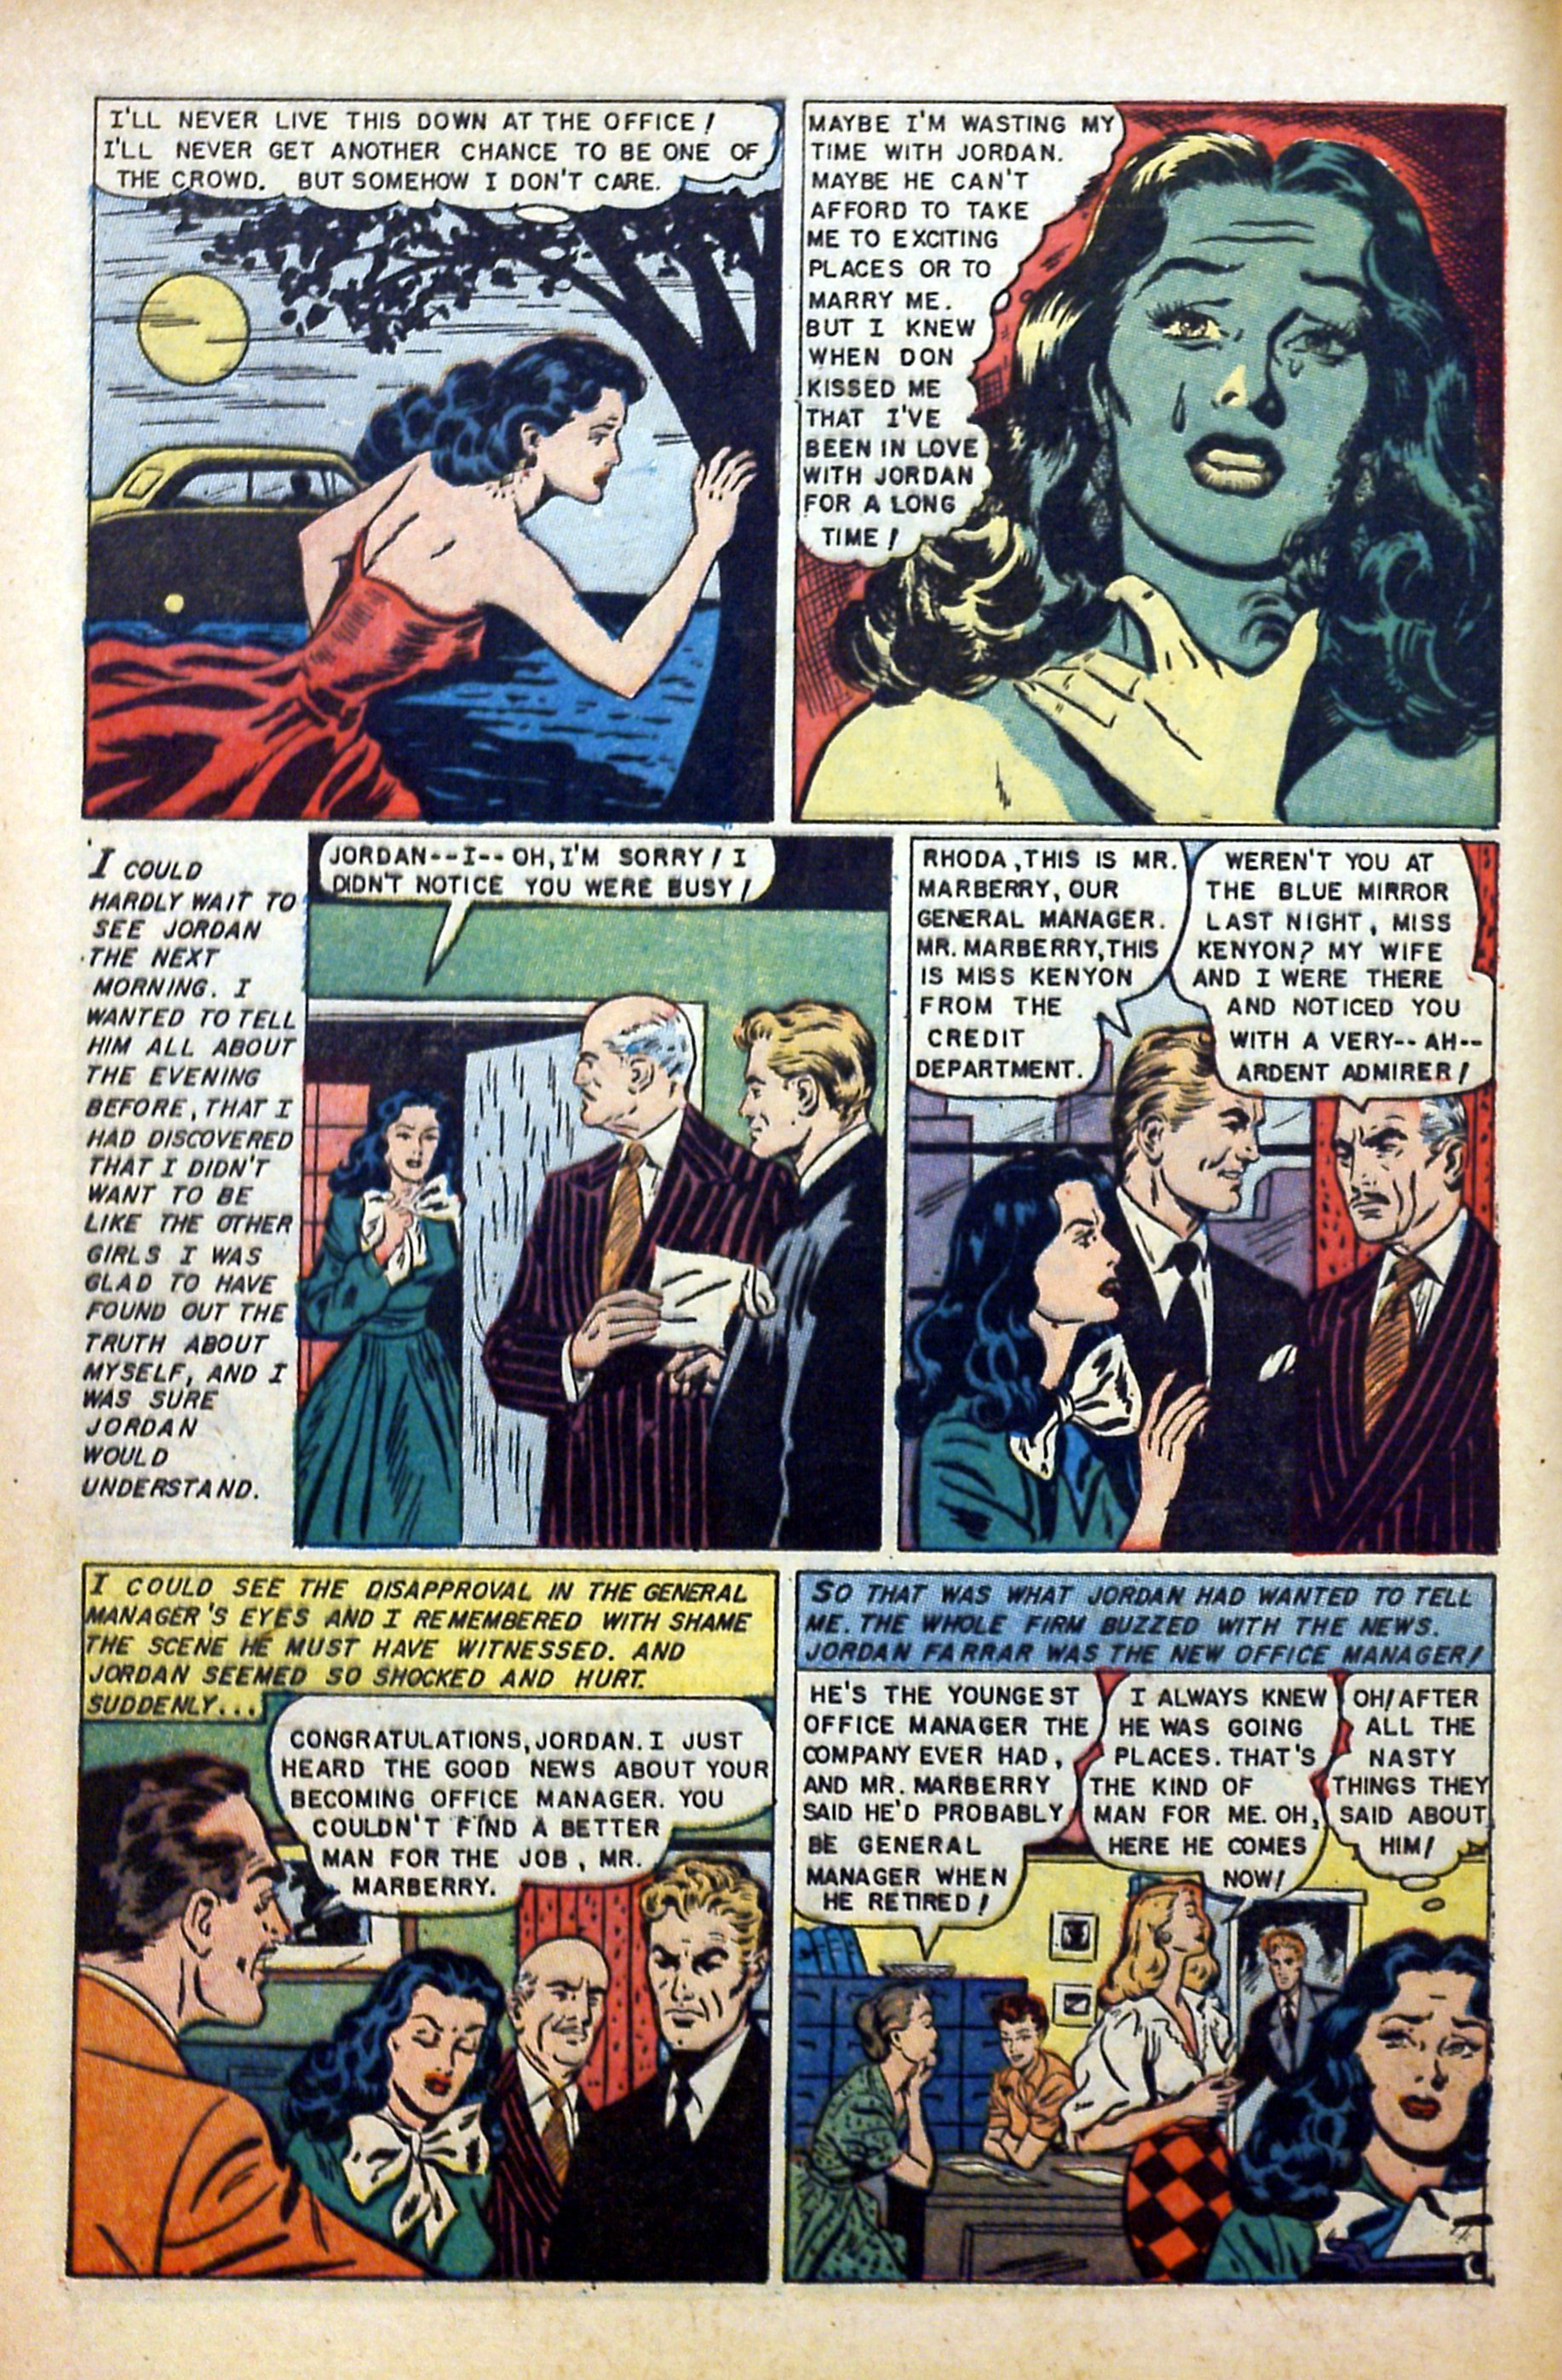 I'LL NEVER LIVE THIS DOWN AT THE OFFICE!
I'LL NEVER GET ANOTHER CHANCE TO BE ONE OF
THE CROWD. BUT SOMEHOW I DON'T CARE.
MAYBE I'M WASTING MY
TIME WITH JORDAN.
MAYBE HE CAN'T
AFFORD TO TAKE
ME TO EXCITING
PLACES OR TO
MARRY ME.
BUT I KNEW
WHEN DON
KISSED ME
THAT I'VE
BEEN IN LOVE
WITH JORDAN
FOR A LONG
TIME!
I COULD
HARDLY WAIT TO
SEE JORDAN
THE NEXT
MORNING. I
WANTED TO TELL
HIM ALL ABOUT
THE EVENING
BEFORE, THAT I
HAD DISCOVERED
THAT I DIDN'T
WANT TO BE
LIKE THE OTHER
GIRLS I WAS
GLAD TO HAVE
FOUND OUT THE
TRUTH ABOUT
MYSELF, AND I
WAS SURE
JORDAN
WOULD
UNDERSTAND.
JORDAN--I--OH, I'M SORRY! I
DIDN'T NOTICE YOU WERE BUSY!
RHODA, THIS IS MR.
MARBERRY, OUR
GENERAL MANAGER.
MR. MARBERRY, THIS
IS MISS KENYON
FROM THE
CREDIT
DEPARTMENT.
WEREN'T YOU AT
THE BLUE MIRROR
LAST NIGHT, MISS
KENYON? MY WIFE
AND I WERE THERE
AND NOTICED YOU
WITH A VERY--AH--
ARDENT ADMIRER!
I COULD SEE THE DISAPPROVAL IN THE GENERAL
MANAGER'S EYES AND I REMEMBERED WITH SHAME
THE SCENE HE MUST HAVE WITNESSED. AND
JORDAN SEEMED SO SHOCKED AND HURT.
SUDDENLY...
CONGRATULATIONS, JORDAN. I JUST
HEARD THE GOOD NEWS ABOUT YOUR
BECOMING OFFICE MANAGER. YOU
COULDN'T FIND A BETTER
MAN FOR THE JOB, MR.
MARBERRY.
SO THAT WAS WHAT JORDAN HAD WANTED TO TELL
ME. THE WHOLE FIRM BUZZED WITH THE NEWS.
JORDAN FARRAR WAS THE NEW OFFICE MANAGER!
HE'S THE YOUNGEST
OFFICE MANAGER THE
COMPANY EVER HAD,
AND MR. MARBERRY
SAID HE'D PROBABLY
BE GENERAL
MANAGER WHEN
HE RETIRED!
I ALWAYS KNEW
HE WAS GOING
PLACES. THAT'S
THE KIND OF
MAN FOR ME. OH,
HERE HE COMES
NOW!
OH! AFTER
ALL THE
NASTY
THINGS THEY
SAID ABOUT
HIM!